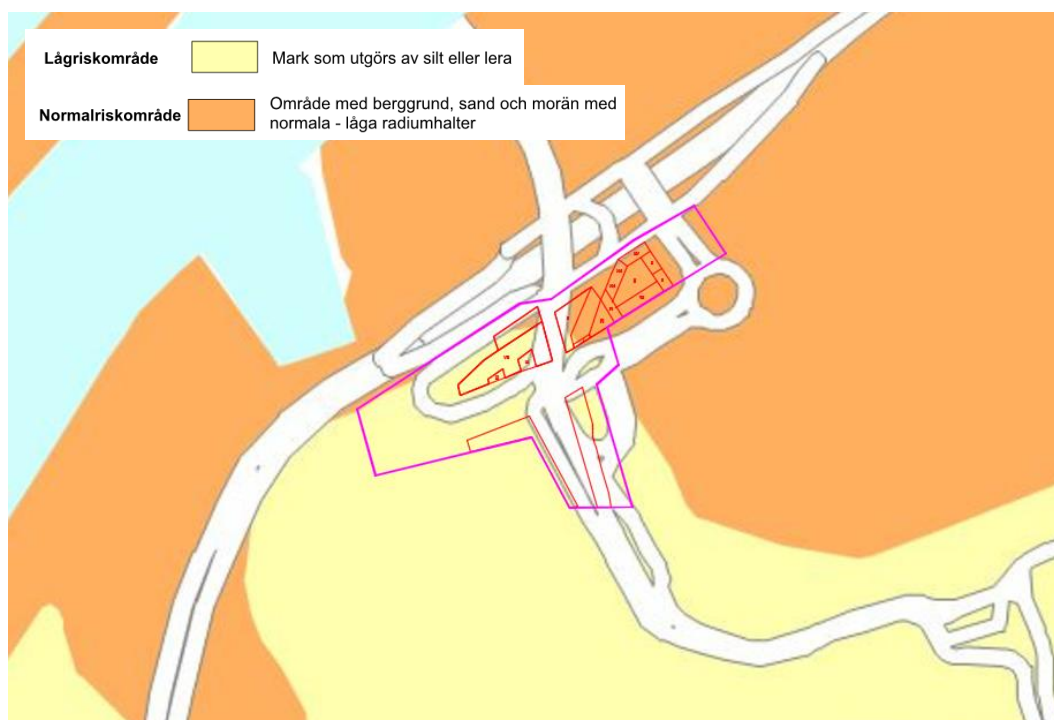 Lågriskområde
Mark som utgörs av silt eller lera
Normalriskområde
Område med berggrund, sand och morän med
normala - låga radiumhalter